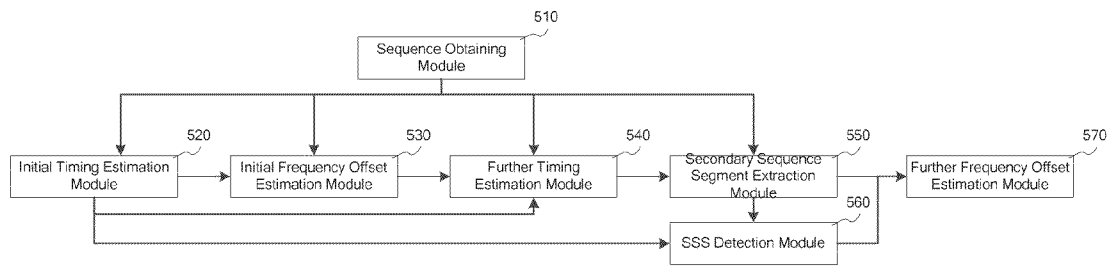 510
Sequence Obtaining
Module
520
530
540
550
570
Initial Timing Estimation
Module
Initial Frequency Offset
Estimation Module
Further Timing
Estimation Module
Secondary Sequence
Segment Extraction
Module
Further Frequency Offset
Estimation Module
560
SSS Detection Module